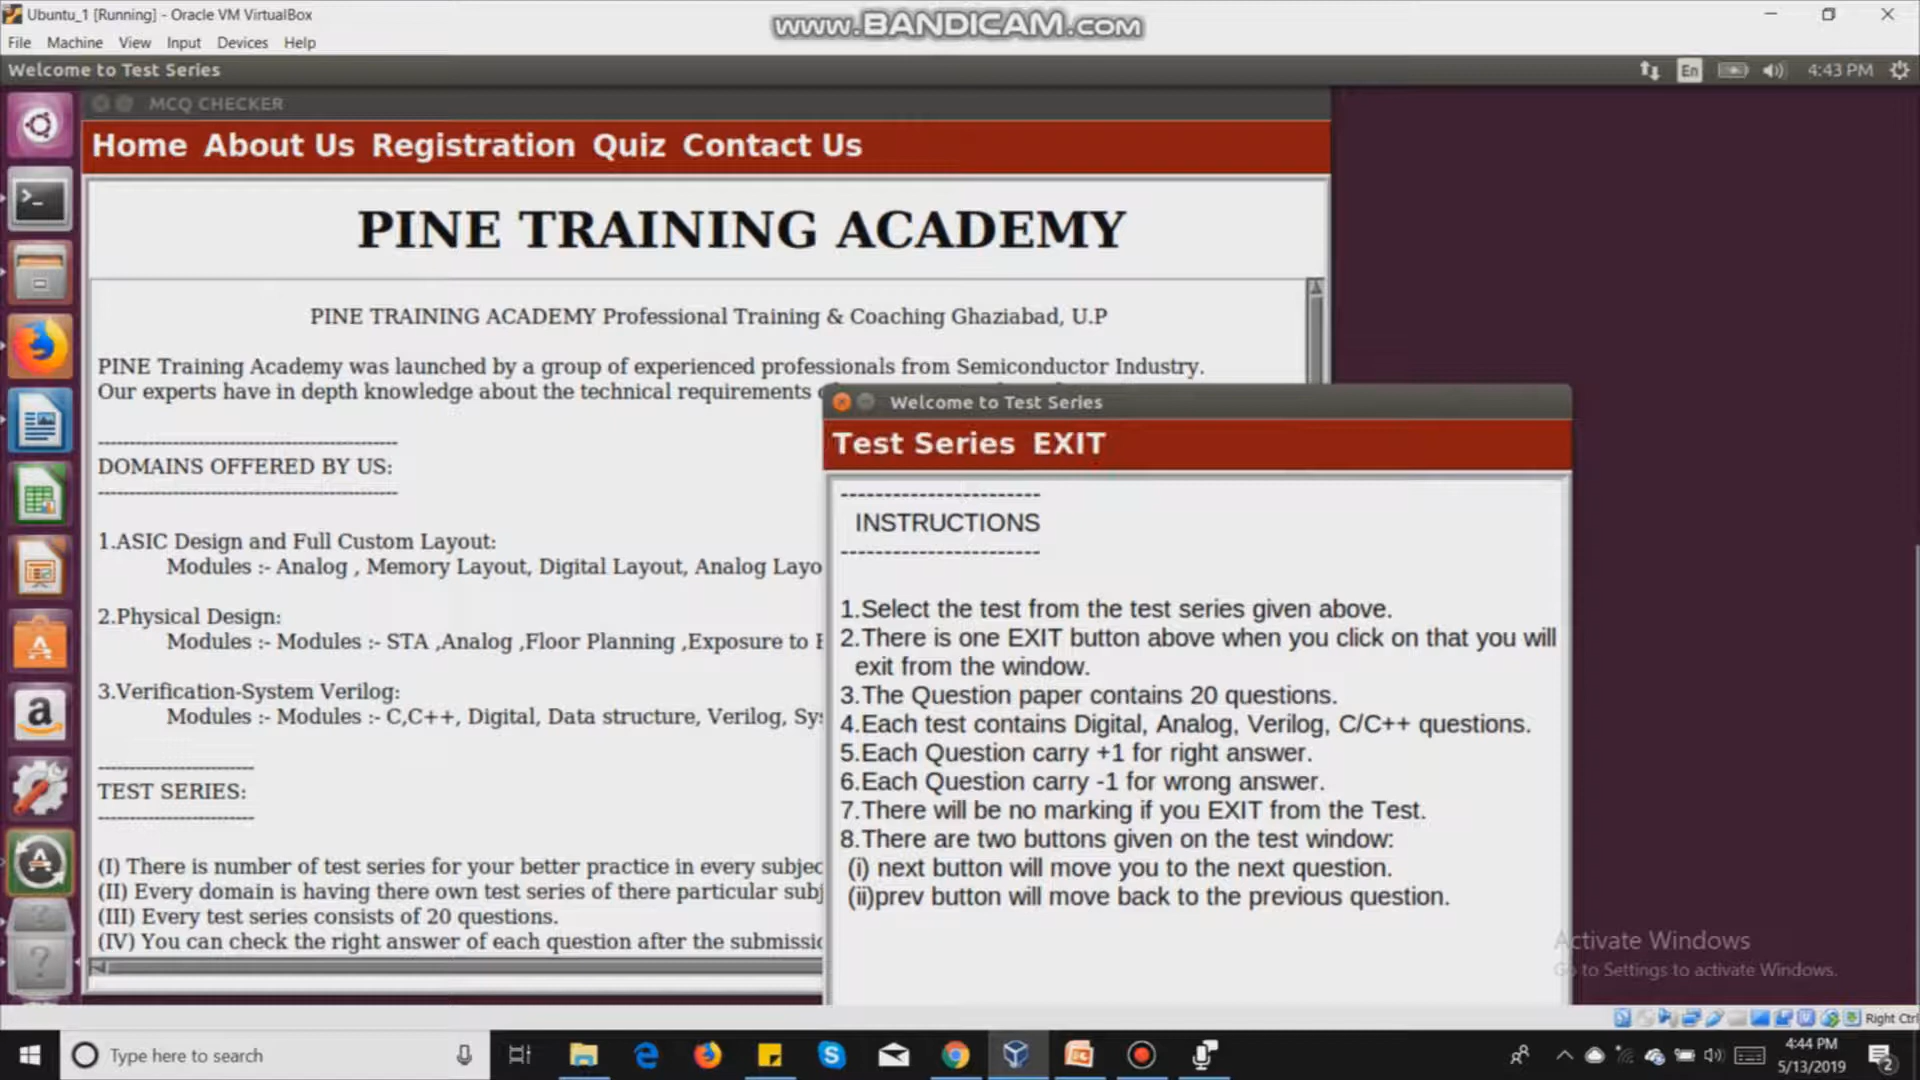 Ubuntu_1 [Running] - Oracle VM VirtualBox
www.BANDICAM.com
File Machine View Input Devices Help
Welcome to Test Series
En
4:43 PM
MCQ CHECKER
Home About Us Registration Quiz Contact Us
PINE TRAINING ACADEMY
PINE TRAINING ACADEMY Professional Training & Coaching Ghaziabad, U.P
PINE Training Academy was launched by a group of experienced professionals from Semiconductor Industry.
Our experts have in depth knowledge about the technical requirements
------------------------------------------
DOMAINS OFFERED BY US:
------------------------------------------
1.ASIC Design and Full Custom Layout:
Modules :- Analog , Memory Layout, Digital Layout, Analog Layo
2.Physical Design:
Modules :- Modules :- STA ,Analog ,Floor Planning ,Exposure to
3.Verification-System Verilog:
Modules :- Modules :- C,C++, Digital, Data structure, Verilog, Sys
----------------------
TEST SERIES:
----------------------
(I) There is number of test series for your better practice in every subjec
(II) Every domain is having there own test series of there particular subj
(III) Every test series consists of 20 questions.
(IV) You can check the right answer of each question after the submissio
Welcome to Test Series
Test Series EXIT
------------------------
INSTRUCTIONS
------------------------
1.Select the test from the test series given above.
2.There is one EXIT button above when you click on that you will
exit from the window.
3.The Question paper contains 20 questions.
4.Each test contains Digital, Analog, Verilog, C/C++ questions.
5.Each Question carry +1 for right answer.
6.Each Question carry -1 for wrong answer.
7.There will be no marking if you EXIT from the Test.
8.There are two buttons given on the test window:
(i) next button will move you to the next question.
(ii)prev button will move back to the previous question.
Activate Windows
Go to Settings to activate Windows.
Right Ctrl
Type here to search
4:44 PM
5/13/2019
2